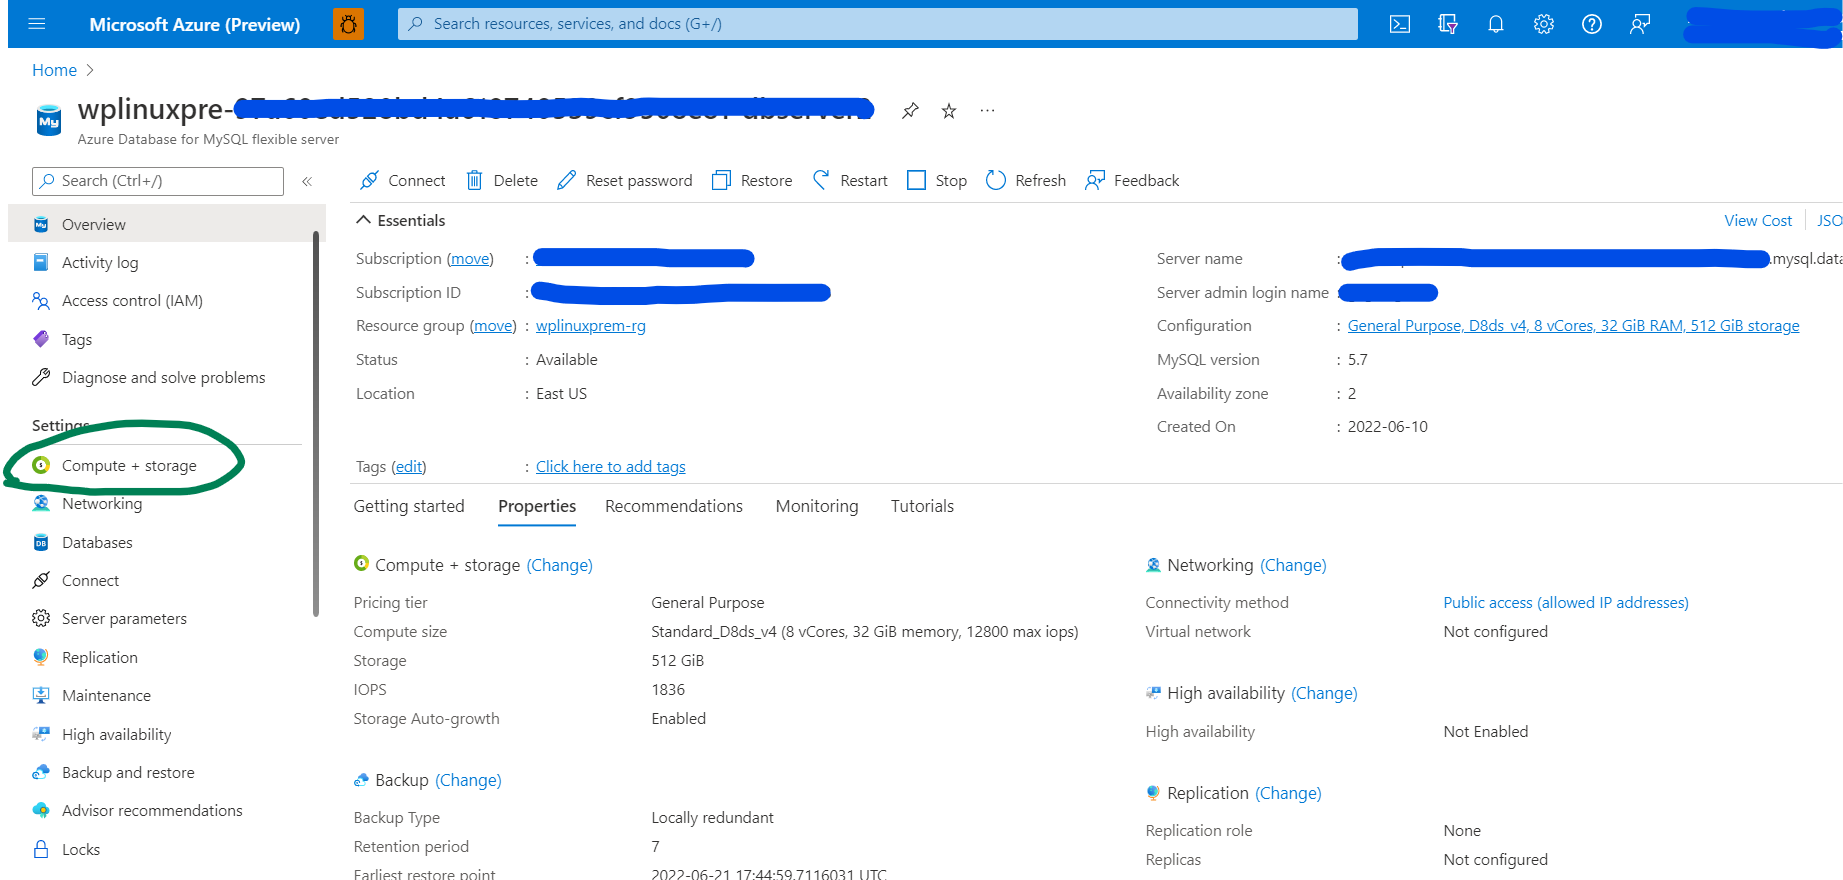 Microsoft Azure (Preview)
Search resources, services, and docs (G+/)
Home
wplinuxpre-
Azure Database for MySQL flexible server
Search (Ctrl+/)
Connect Delete Reset password Restore Restart Stop Refresh Feedback
Overview
Activity log
Access control (IAM)
Tags
Diagnose and solve problems
Settings
Compute + storage
Networking
Databases
Connect
Server parameters
Replication
Maintenance
High availability
Backup and restore
Advisor recommendations
Locks
Essentials
View Cost JSO
Subscription (move) :
Subscription ID :
Resource group (move) : wplinuxprem-rg
Status : Available
Location : East US
Tags (edit) : Click here to add tags
Server name : .mysql.data
Server admin login name :
Configuration : General Purpose, D8ds_v4, 8 vCores, 32 GiB RAM, 512 GiB storage
MySQL version : 5.7
Availability zone : 2
Created On : 2022-06-10
Getting started Properties Recommendations Monitoring Tutorials
Compute + storage (Change)
Pricing tier General Purpose
Compute size Standard_D8ds_v4 (8 vCores, 32 GiB memory, 12800 max iops)
Storage 512 GiB
IOPS 1836
Storage Auto-growth Enabled
Backup (Change)
Backup Type Locally redundant
Retention period 7
Earliest restore point 2022-06-21 17:44:59.7116031 UTC
Networking (Change)
Connectivity method Public access (allowed IP addresses)
Virtual network Not configured
High availability (Change)
High availability Not Enabled
Replication (Change)
Replication role None
Replicas Not configured